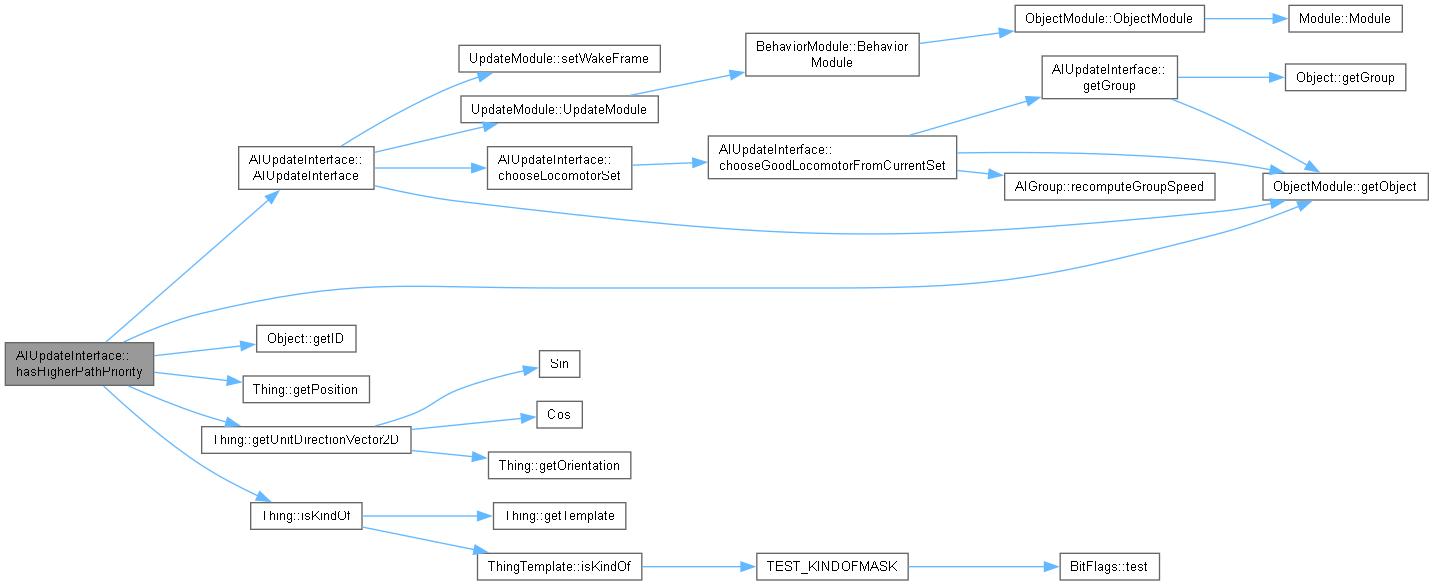 AIUpdateInterface::
hasHigherPathPriority
AIUpdateInterface::
AIUpdateInterface
UpdateModule::setWakeFrame
UpdateModule::UpdateModule
BehaviorModule::Behavior
Module
ObjectModule::ObjectModule
Module::Module
AIUpdateInterface::
chooseLocomotorSet
AIUpdateInterface::
chooseGoodLocomotorFromCurrentSet
AIUpdateInterface::
getGroup
Object::getGroup
AIGroup::recomputeGroupSpeed
ObjectModule::getObject
Object::getID
Thing::getPosition
Thing::getUnitDirectionVector2D
Sin
Cos
Thing::getOrientation
Thing::isKindOf
Thing::getTemplate
ThingTemplate::isKindOf
TEST_KINDOFMASK
BitFlags::test